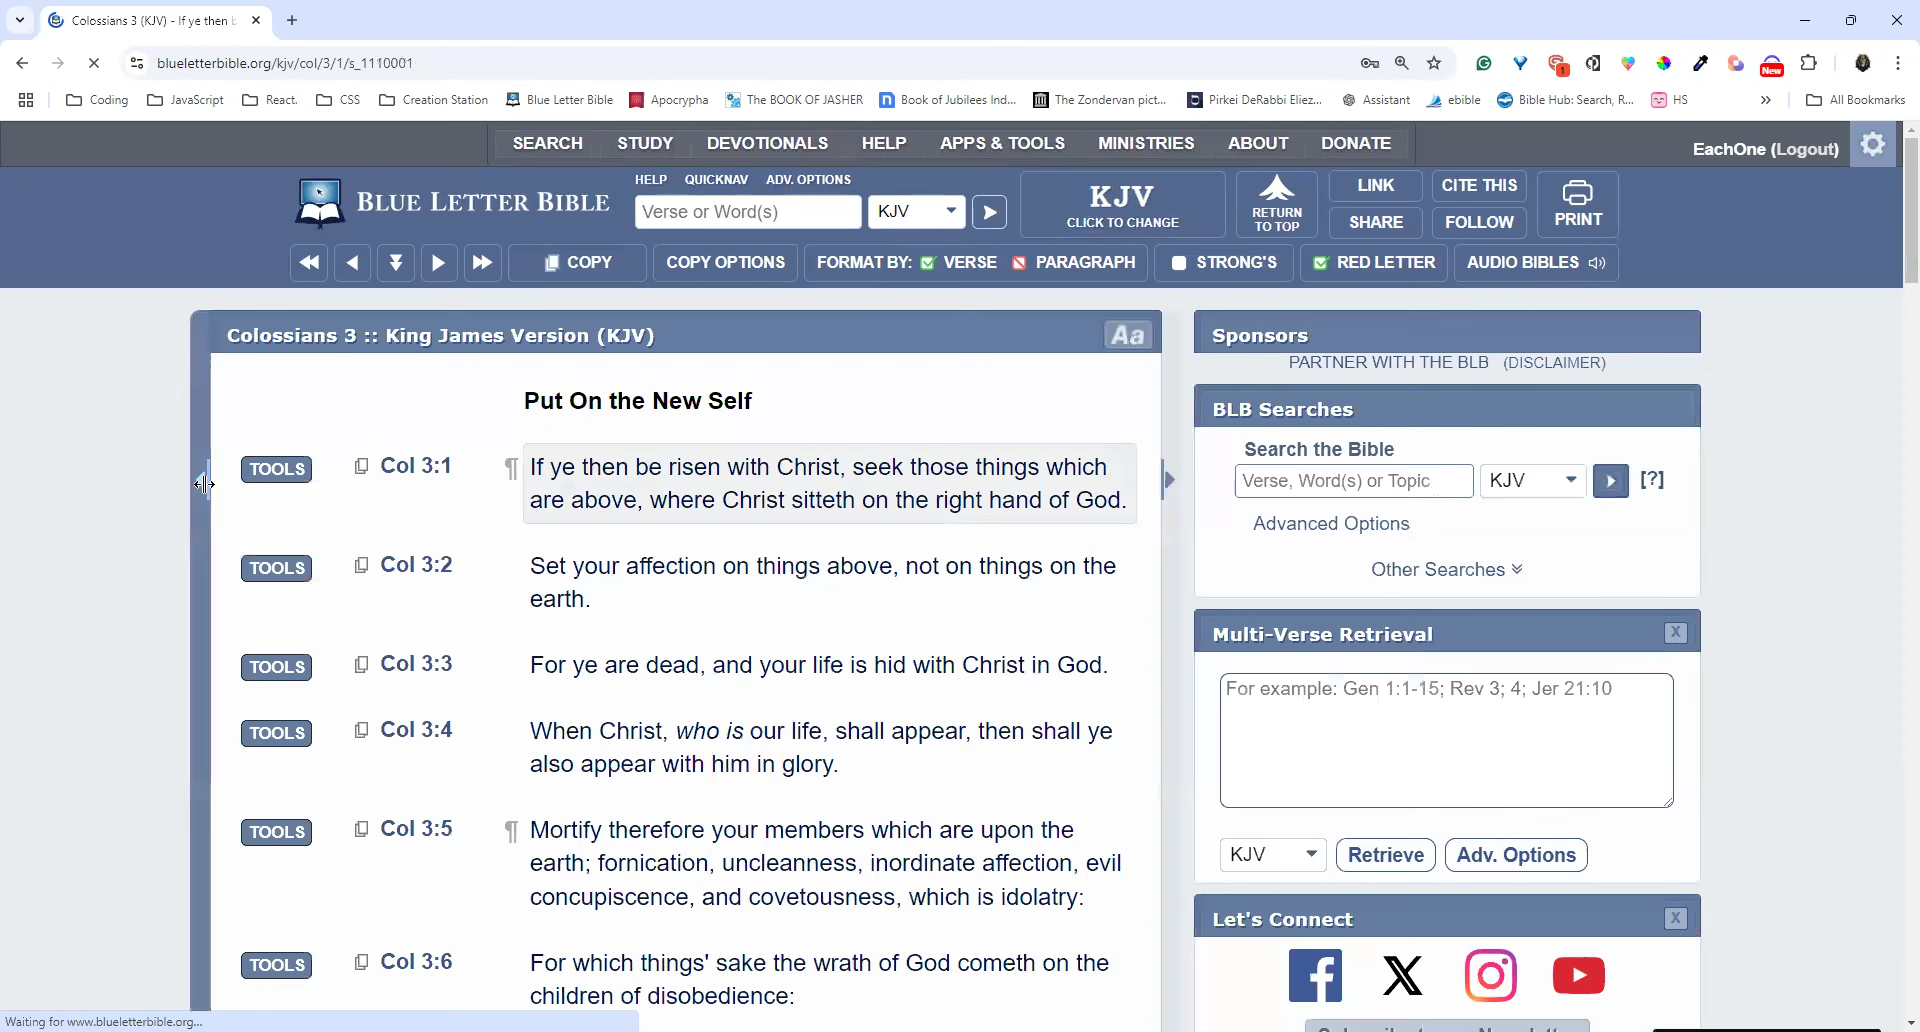 Colossians 3 (KJV) - If ye then b
blueletterbible.org/kjv/col/3/1/s_1110001
1
New
Coding
JavaScript
React.
CSS
Creation Station
Blue Letter Bible
Apocrypha
The BOOK OF JASHER
Book of Jubilees Ind...
The Zondervan pict...
Pirkei DeRabbi Eliez...
Assistant
ebible
Bible Hub: Search, R...
HS
All Bookmarks
SEARCH
STUDY
DEVOTIONALS
HELP
APPS & TOOLS
MINISTRIES
ABOUT
DONATE
EachOne (Logout)
BLUE LETTER BIBLE
HELP QUICKNAV ADV. OPTIONS
Verse or Word(s)
KJV
KJV
CLICK TO CHANGE
RETURN
TO TOP
LINK
CITE THIS
SHARE
FOLLOW
PRINT
COPY
COPY OPTIONS
FORMAT BY: VERSE PARAGRAPH
STRONG'S
RED LETTER
AUDIO BIBLES
Colossians 3 :: King James Version (KJV)
Aa
Put On the New Self
TOOLS Col 3:1 ¶ If ye then be risen with Christ, seek those things which
are above, where Christ sitteth on the right hand of God.
TOOLS Col 3:2 Set your affection on things above, not on things on the
earth.
TOOLS Col 3:3 For ye are dead, and your life is hid with Christ in God.
TOOLS Col 3:4 When Christ, who is our life, shall appear, then shall ye
also appear with him in glory.
TOOLS Col 3:5 ¶ Mortify therefore your members which are upon the
earth; fornication, uncleanness, inordinate affection, evil
concupiscence, and covetousness, which is idolatry:
TOOLS Col 3:6 For which things' sake the wrath of God cometh on the
children of disobedience:
Sponsors
PARTNER WITH THE BLB (DISCLAIMER)
BLB Searches
Search the Bible
Verse, Word(s) or Topic
KJV
[?]
Advanced Options
Other Searches
Multi-Verse Retrieval
X
For example: Gen 1:1-15; Rev 3; 4; Jer 21:10
KJV
Retrieve
Adv. Options
Let's Connect
X
Waiting for www.blueletterbible.org...